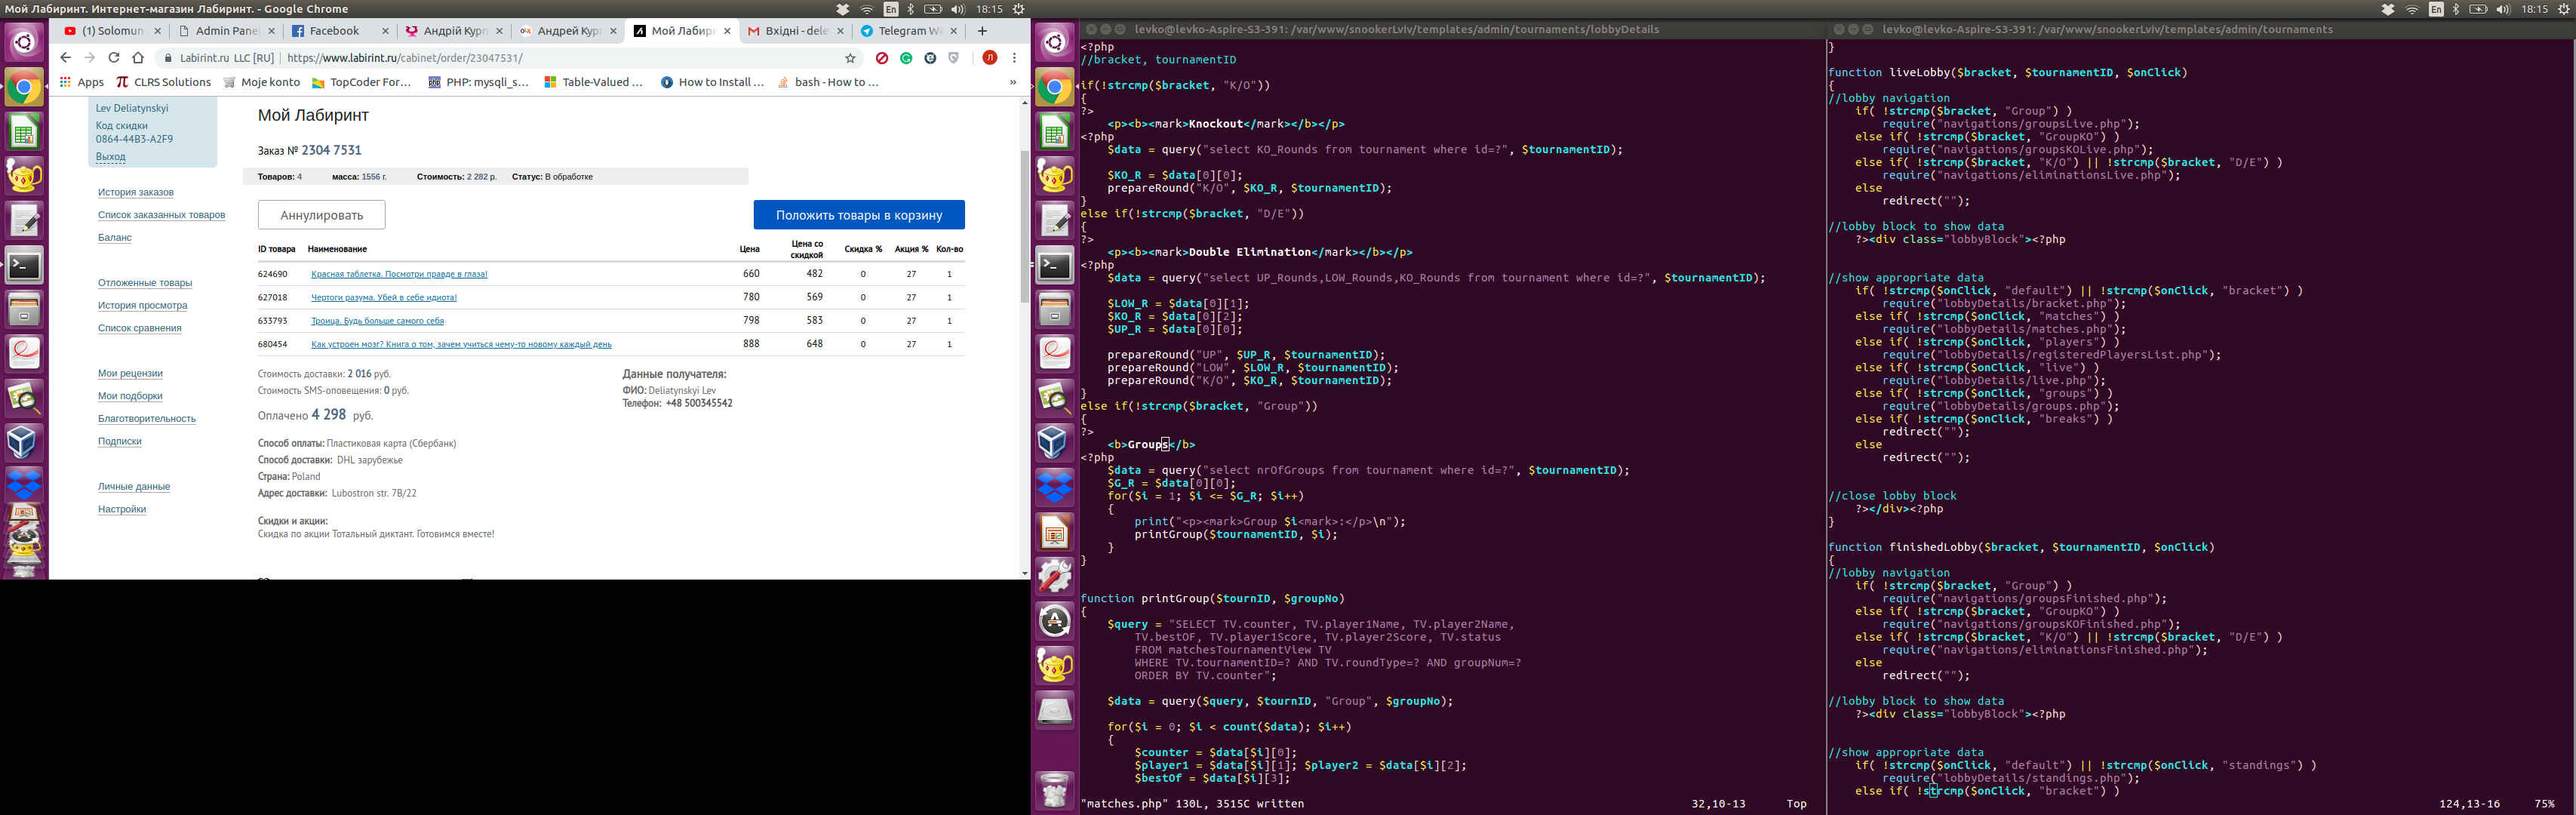 Мой Лабиринт. Интернет-магазин Лабиринт. - Google Chrome
En
18:15
(1) Solomun
Admin Panel
Facebook
Андрій Курп
Андрей Кург
Мой Лабири
Вхідні - dele
Telegram We
Labirint.ru LLC [RU]
https://www.labirint.ru/cabinet/order/23047531/
Apps
CLRS Solutions
Moje konto
TopCoder For…
PHP: mysqli_s…
Table-Valued …
How to Install …
bash - How to …
»
Lev Deliatynskyi
Код скидки
0864-44B3-A2F9
Выход
История заказов
Список заказанных товаров
Баланс
Отложенные товары
История просмотра
Список сравнения
Мои рецензии
Мои подборки
Благотворительность
Подписки
Личные данные
Настройки
Мой Лабиринт
Заказ № 2304 7531
Товаров: 4 масса: 1556 г. Стоимость: 2 282 р. Статус: В обработке
Аннулировать
Положить товары в корзину
ID товара Наименование Цена Цена со скидкой Скидка % Акция % Кол-во
624690 Красная таблетка. Посмотри правде в глаза! 660 482 0 27 1
627018 Чертоги разума. Убей в себе идиота! 780 569 0 27 1
633793 Троица. Будь больше самого себя 798 583 0 27 1
680454 Как устроен мозг? Книга о том, зачем учиться чему-то новому каждый день 888 648 0 27 1
Стоимость доставки: 2 016 руб.
Стоимость SMS-оповещения: 0 руб.
Оплачено 4 298 руб.
Данные получателя:
ФИО: Deliatynskyi Lev
Телефон: +48 500345542
Способ оплаты: Пластиковая карта (Сбербанк)
Способ доставки: DHL зарубежье
Страна: Poland
Адрес доставки: Lubostron str. 7B/22
Скидки и акции:
Скидка по акции Тотальный диктант. Готовимся вместе!
En
18:15
levko@levko-Aspire-S3-391: /var/www/snookerLviv/templates/admin/tournaments/lobbyDetails
<?php
//bracket, tournamentID
if(!strcmp($bracket, "K/O"))
{
?>
<p><b><mark>Knockout</mark></b></p>
<?php
$data = query("select KO_Rounds from tournament where id=?", $tournamentID);
$KO_R = $data[0][0];
prepareRound("K/O", $KO_R, $tournamentID);
}
else if(!strcmp($bracket, "D/E"))
{
?>
<p><b><mark>Double Elimination</mark></b></p>
<?php
$data = query("select UP_Rounds,LOW_Rounds,KO_Rounds from tournament where id=?", $tournamentID);
$LOW_R = $data[0][1];
$KO_R = $data[0][2];
$UP_R = $data[0][0];
prepareRound("UP", $UP_R, $tournamentID);
prepareRound("LOW", $LOW_R, $tournamentID);
prepareRound("K/O", $KO_R, $tournamentID);
}
else if(!strcmp($bracket, "Group"))
{
?>
<b>Groups</b>
<?php
$data = query("select nrOfGroups from tournament where id=?", $tournamentID);
$G_R = $data[0][0];
for($i = 1; $i <= $G_R; $i++)
{
print("<p><mark>Group $i<mark>:</p>\n");
printGroup($tournamentID, $i);
}
}
function printGroup($tournID, $groupNo)
{
$query = "SELECT TV.counter, TV.player1Name, TV.player2Name,
TV.bestOF, TV.player1Score, TV.player2Score, TV.status
FROM matchesTournamentView TV
WHERE TV.tournamentID=? AND TV.roundType=? AND groupNum=?
ORDER BY TV.counter";
$data = query($query, $tournID, "Group", $groupNo);
for($i = 0; $i < count($data); $i++)
{
$counter = $data[$i][0];
$player1 = $data[$i][1]; $player2 = $data[$i][2];
$bestOf = $data[$i][3];
"matches.php" 130L, 3515C written 32,10-13 Top
levko@levko-Aspire-S3-391: /var/www/snookerLviv/templates/admin/tournaments
}
function liveLobby($bracket, $tournamentID, $onClick)
{
//lobby navigation
if( !strcmp($bracket, "Group") )
require("navigations/groupsLive.php");
else if( !strcmp($bracket, "GroupKO") )
require("navigations/groupsKOLive.php");
else if( !strcmp($bracket, "K/O") || !strcmp($bracket, "D/E") )
require("navigations/eliminationsLive.php");
else
redirect("");
//lobby block to show data
?><div class="lobbyBlock"><?php
//show appropriate data
if( !strcmp($onClick, "default") || !strcmp($onClick, "bracket") )
require("lobbyDetails/bracket.php");
else if( !strcmp($onClick, "matches") )
require("lobbyDetails/matches.php");
else if( !strcmp($onClick, "players") )
require("lobbyDetails/registeredPlayersList.php");
else if( !strcmp($onClick, "live") )
require("lobbyDetails/live.php");
else if( !strcmp($onClick, "groups") )
require("lobbyDetails/groups.php");
else if( !strcmp($onClick, "breaks") )
redirect("");
else
redirect("");
//close lobby block
?></div><?php
}
function finishedLobby($bracket, $tournamentID, $onClick)
{
//lobby navigation
if( !strcmp($bracket, "Group") )
require("navigations/groupsFinished.php");
else if( !strcmp($bracket, "GroupKO") )
require("navigations/groupsKOFinished.php");
else if( !strcmp($bracket, "K/O") || !strcmp($bracket, "D/E") )
require("navigations/eliminationsFinished.php");
else
redirect("");
//lobby block to show data
?><div class="lobbyBlock"><?php
//show appropriate data
if( !strcmp($onClick, "default") || !strcmp($onClick, "standings") )
require("lobbyDetails/standings.php");
else if( !strcmp($onClick, "bracket") )
124,13-16 75%
En
18:15